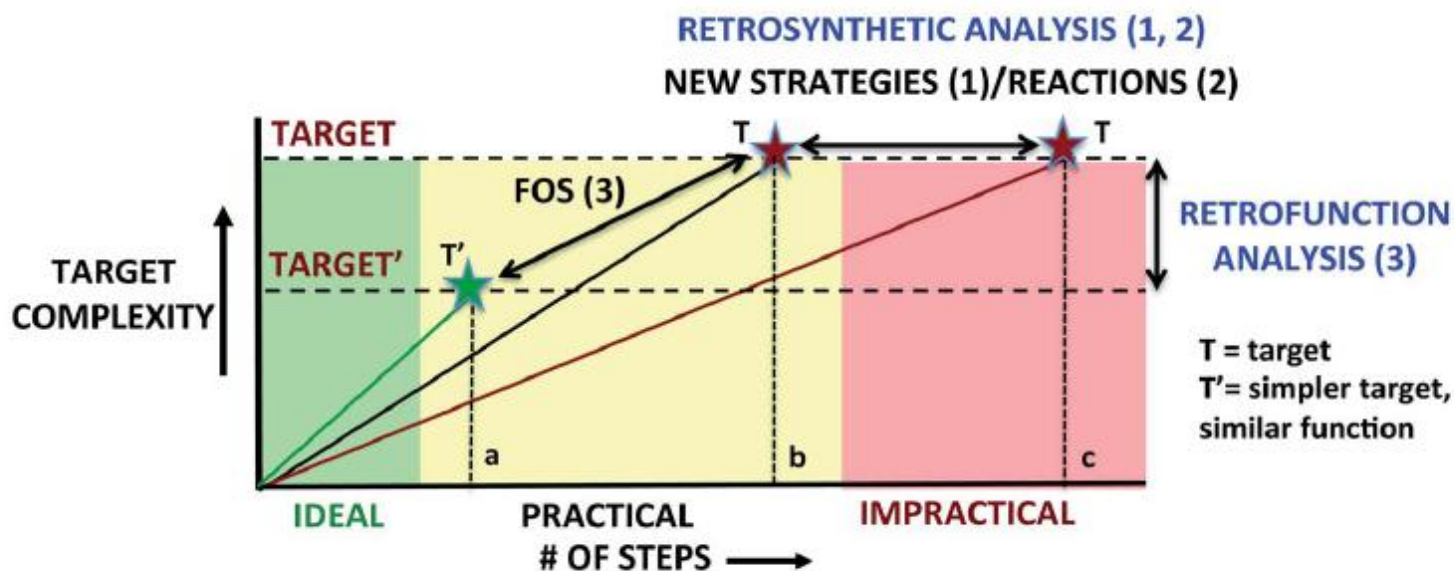 RETROSYNTHETIC ANALYSIS (1, 2)
NEW STRATEGIES (1)/REACTIONS (2)
TARGET
T
T
FOS (3)
T’
TARGET’
RETROFUNCTION
ANALYSIS (3)
TARGET
COMPLEXITY
T = target
T’= simpler target,
similar function
a
b
c
IDEAL
PRACTICAL
IMPRACTICAL
# OF STEPS